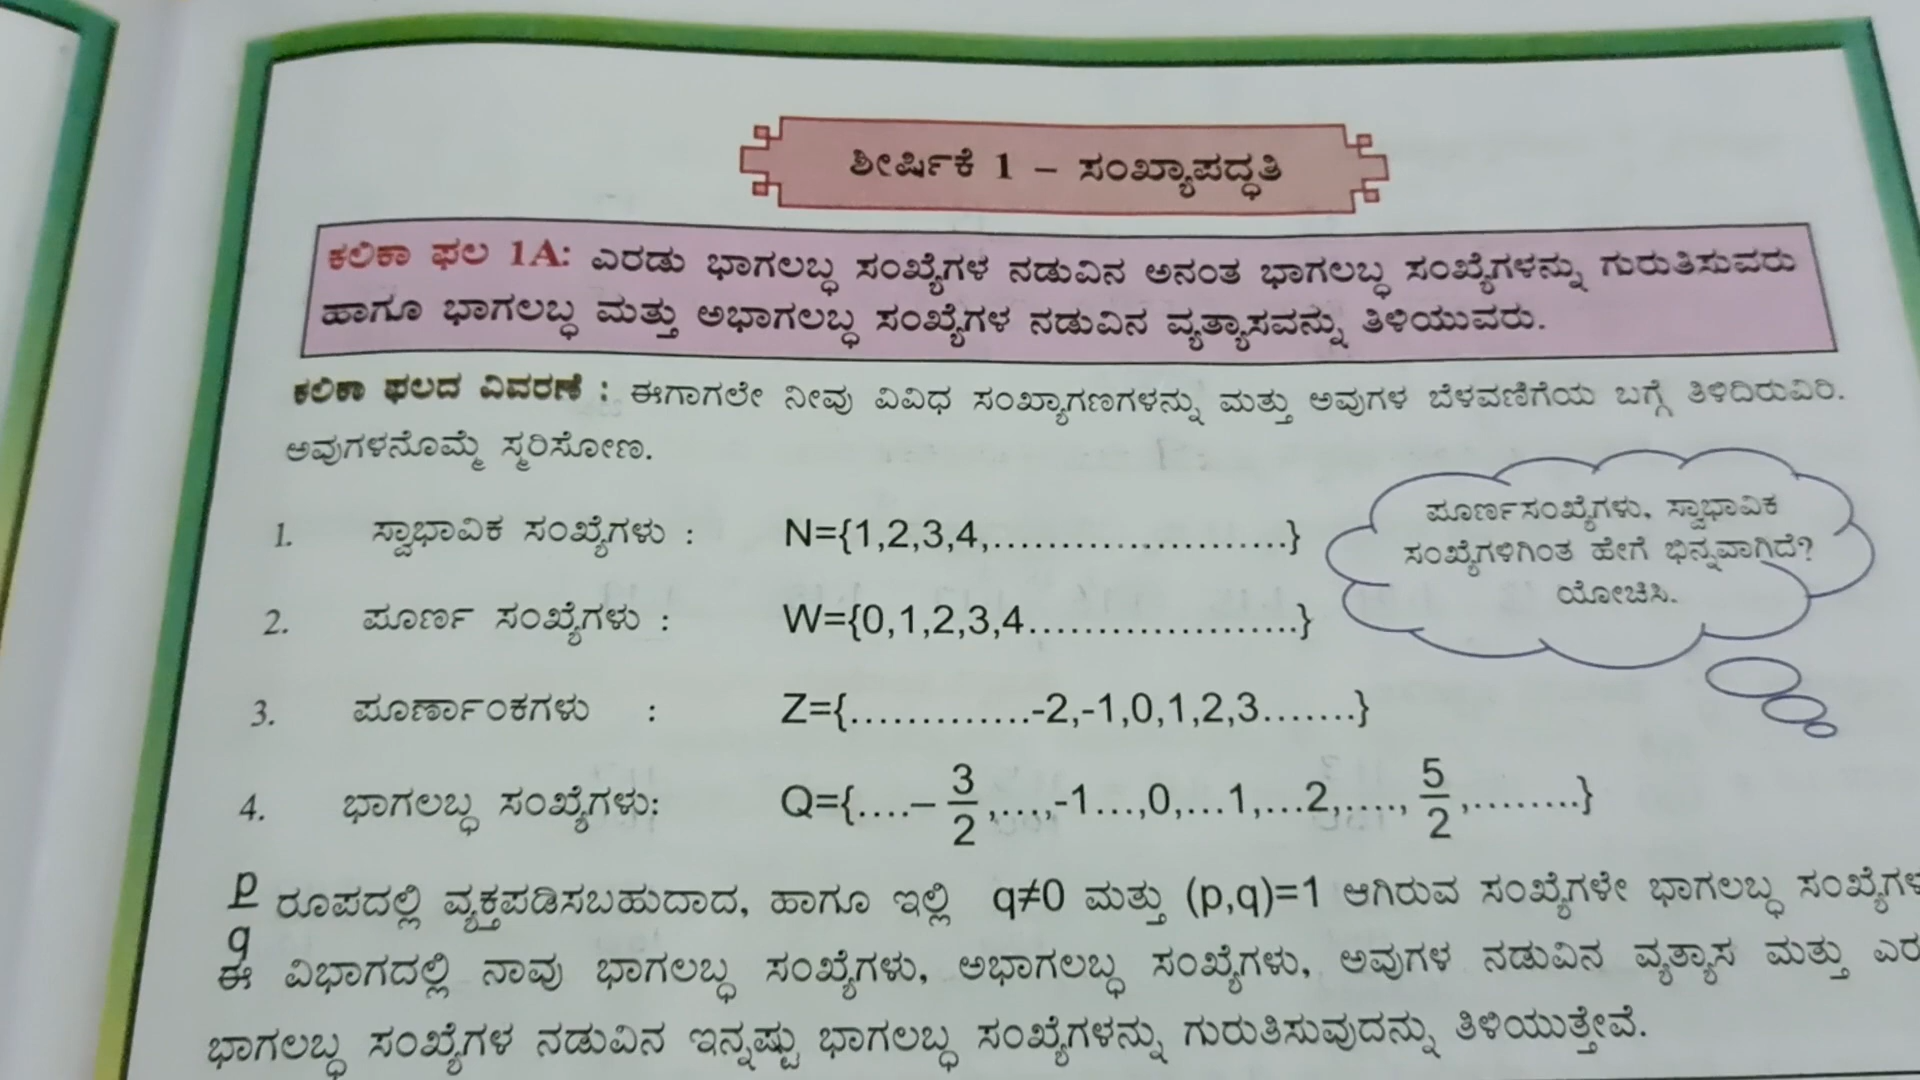 ಶೀರ್ಷಿಕೆ 1 – ಸಂಖ್ಯಾಪದ್ಧತಿ
ಕಲಿಕಾ ಫಲ 1A: ಎರಡು ಭಾಗಲಬ್ಧ ಸಂಖ್ಯೆಗಳ ನಡುವಿನ ಅನಂತ ಭಾಗಲಬ್ಧ ಸಂಖ್ಯೆಗಳನ್ನು ಗುರುತಿಸುವರು
ಹಾಗೂ ಭಾಗಲಬ್ಧ ಮತ್ತು ಅಭಾಗಲಬ್ಧ ಸಂಖ್ಯೆಗಳ ನಡುವಿನ ವ್ಯತ್ಯಾಸವನ್ನು ತಿಳಿಯುವರು.
ಕಲಿಕಾ ಫಲದ ವಿವರಣೆ : ಈಗಾಗಲೇ ನೀವು ವಿವಿಧ ಸಂಖ್ಯಾಗಣಗಳನ್ನು ಮತ್ತು ಅವುಗಳ ಬೆಳವಣಿಗೆಯ ಬಗ್ಗೆ ತಿಳಿದಿರುವಿರಿ.
ಅವುಗಳನೊಮ್ಮೆ ಸ್ಮರಿಸೋಣ.
1. ಸ್ವಾಭಾವಿಕ ಸಂಖ್ಯೆಗಳು : N={1,2,3,4,........................}
2. ಪೂರ್ಣ ಸಂಖ್ಯೆಗಳು : W={0,1,2,3,4......................}
3. ಪೂರ್ಣಾಂಕಗಳು : Z={.............-2,-1,0,1,2,3.......}
4. ಭಾಗಲಬ್ಧ ಸಂಖ್ಯೆಗಳು: Q={....– 3/2 ,...,-1...,0,...1,...2,...., 5/2 ,........}
ಪೂರ್ಣಸಂಖ್ಯೆಗಳು, ಸ್ವಾಭಾವಿಕ
ಸಂಖ್ಯೆಗಳಿಗಿಂತ ಹೇಗೆ ಭಿನ್ನವಾಗಿದೆ?
ಯೋಚಿಸಿ.
p/q ರೂಪದಲ್ಲಿ ವ್ಯಕ್ತಪಡಿಸಬಹುದಾದ, ಹಾಗೂ ಇಲ್ಲಿ q≠0 ಮತ್ತು (p,q)=1 ಆಗಿರುವ ಸಂಖ್ಯೆಗಳೇ ಭಾಗಲಬ್ಧ ಸಂಖ್ಯೆಗಳ
ಈ ವಿಭಾಗದಲ್ಲಿ ನಾವು ಭಾಗಲಬ್ಧ ಸಂಖ್ಯೆಗಳು, ಅಭಾಗಲಬ್ಧ ಸಂಖ್ಯೆಗಳು, ಅವುಗಳ ನಡುವಿನ ವ್ಯತ್ಯಾಸ ಮತ್ತು ಎರ
ಭಾಗಲಬ್ಧ ಸಂಖ್ಯೆಗಳ ನಡುವಿನ ಇನ್ನಷ್ಟು ಭಾಗಲಬ್ಧ ಸಂಖ್ಯೆಗಳನ್ನು ಗುರುತಿಸುವುದನ್ನು ತಿಳಿಯುತ್ತೇವೆ.